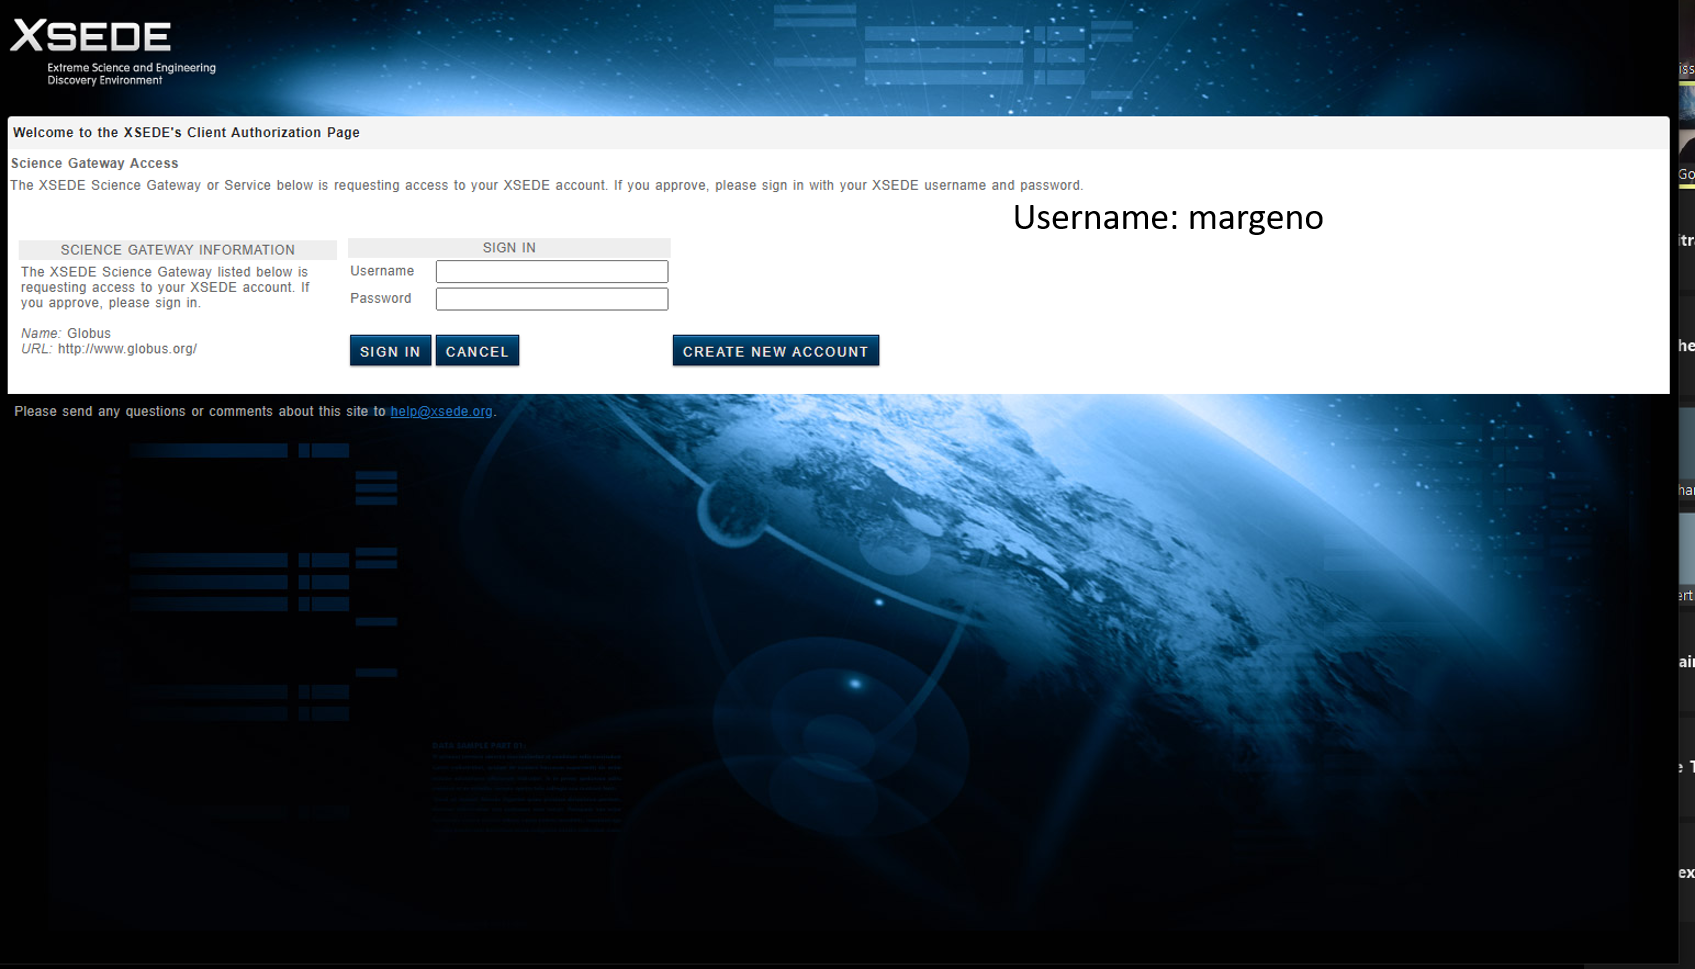 XSEDE
Extreme Science and Engineering
Discovery Environment
Welcome to the XSEDE's Client Authorization Page
Science Gateway Access
The XSEDE Science Gateway or Service below is requesting access to your XSEDE account. If you approve, please sign in with your XSEDE username and password.
Username: margeno
SCIENCE GATEWAY INFORMATION
The XSEDE Science Gateway listed below is
requesting access to your XSEDE account. If
you approve, please sign in.
Name: Globus
URL: http://www.globus.org/
SIGN IN
Username
Password
SIGN IN
CANCEL
CREATE NEW ACCOUNT
Please send any questions or comments about this site to help@xsede.org.
DATA SAMPLE PART 01: